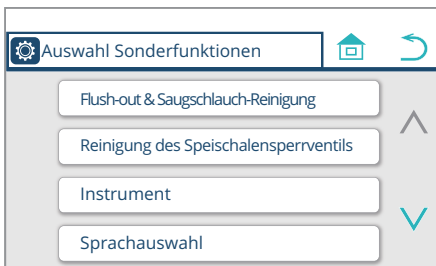 Auswahl Sonderfunktionen
Flush-out & Saugschlauch-Reinigung
Reinigung des Speischalensperrventils
Instrument
Sprachauswahl